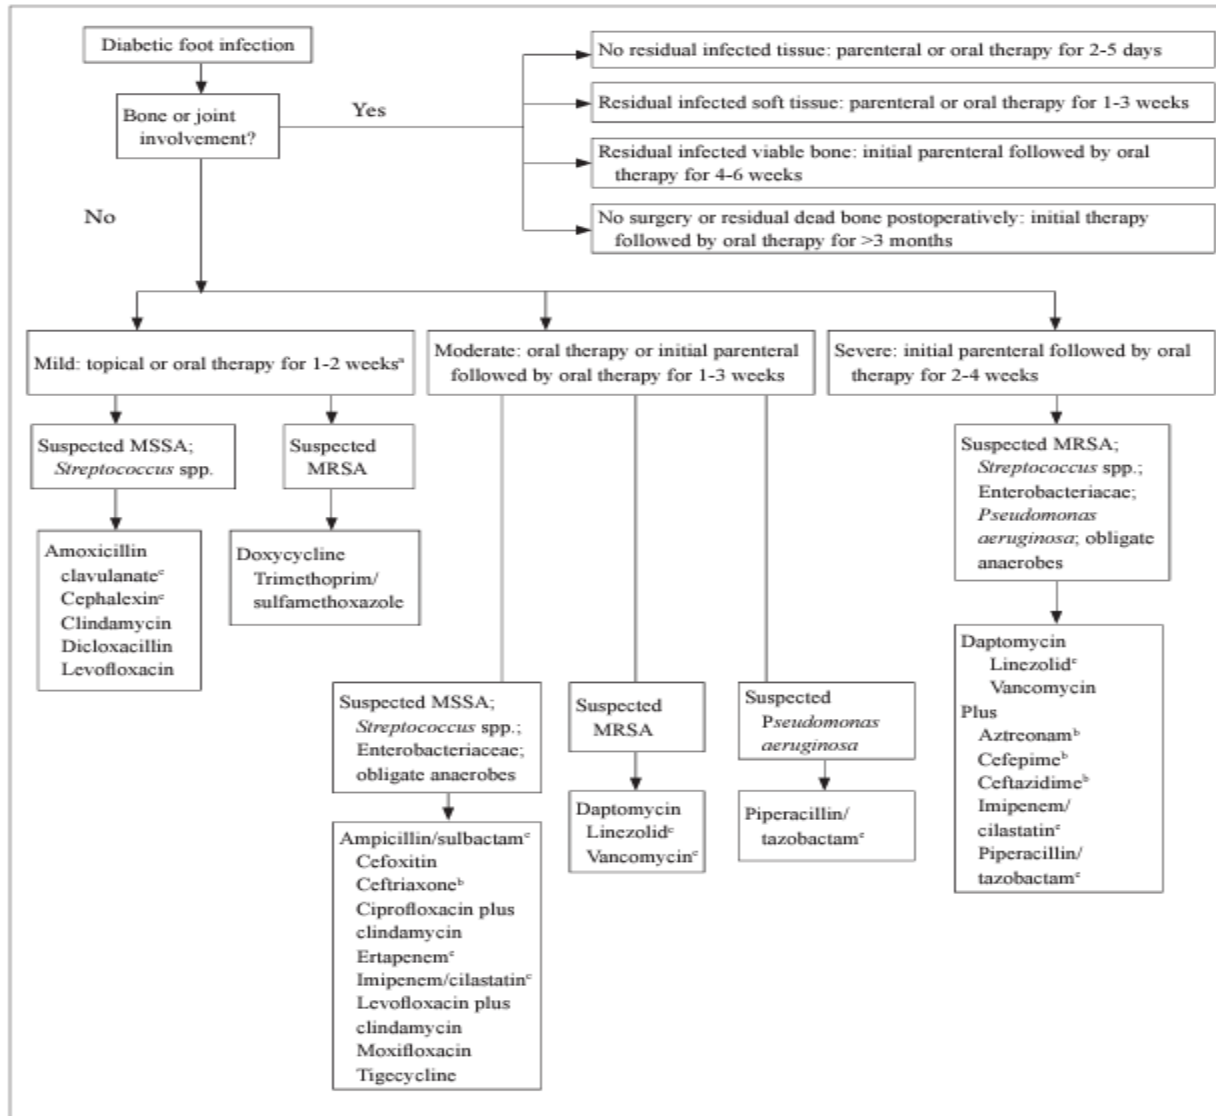 Diabetic foot infection
Bone or joint
involvement?
Yes
No
No residual infected tissue: parenteral or oral therapy for 2-5 days
Residual infected soft tissue: parenteral or oral therapy for 1-3 weeks
Residual infected viable bone: initial parenteral followed by oral
therapy for 4-6 weeks
No surgery or residual dead bone postoperatively: initial therapy
followed by oral therapy for >3 months
Mild: topical or oral therapy for 1-2 weeksᵃ
Moderate: oral therapy or initial parenteral
followed by oral therapy for 1-3 weeks
Severe: initial parenteral followed by oral
therapy for 2-4 weeks
Suspected MSSA;
Streptococcus spp.
Suspected
MRSA
Amoxicillin
clavulanateᶜ
Cephalexinᶜ
Clindamycin
Dicloxacillin
Levofloxacin
Doxycycline
Trimethoprim/
sulfamethoxazole
Suspected MSSA;
Streptococcus spp.;
Enterobacteriaceae;
obligate anaerobes
Suspected
MRSA
Suspected
Pseudomonas
aeruginosa
Ampicillin/sulbactamᶜ
Cefoxitin
Ceftriaxoneᵇ
Ciprofloxacin plus
clindamycin
Ertapenemᶜ
Imipenem/cilastatinᶜ
Levofloxacin plus
clindamycin
Moxifloxacin
Tigecycline
Daptomycin
Linezolidᶜ
Vancomycinᶜ
Piperacillin/
tazobactamᶜ
Suspected MRSA;
Streptococcus spp.;
Enterobacteriacae;
Pseudomonas
aeruginosa; obligate
anaerobes
Daptomycin
Linezolidᶜ
Vancomycin
Plus
Aztreonamᵇ
Cefepimeᵇ
Ceftazidimeᵇ
Imipenem/
cilastatinᶜ
Piperacillin/
tazobactamᶜ